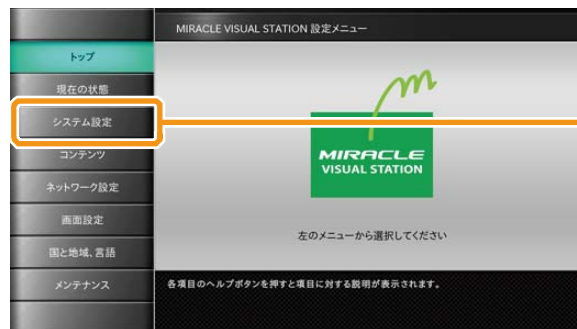 MIRACLE VISUAL STATION 設定メニュー
トップ
現在の状態
システム設定
コンテンツ
ネットワーク設定
画面設定
国と地域、言語
メンテナンス
m
MIRACLE
VISUAL STATION
左のメニューから選択してください
各項目のヘルプボタンを押すと項目に対する説明が表示されます。